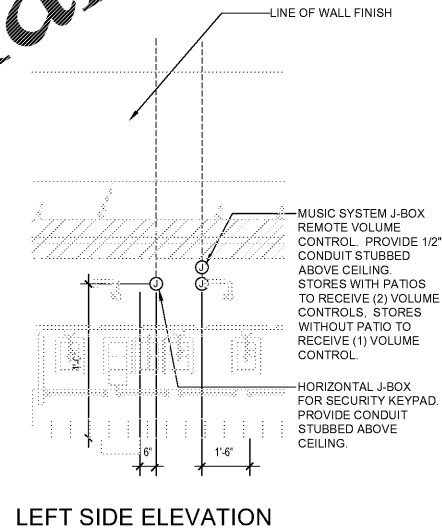 LINE OF WALL FINISH
MUSIC SYSTEM J-BOX
REMOTE VOLUME
CONTROL. PROVIDE 1/2"
CONDUIT STUBBED
ABOVE CEILING.
STORES WITH PATIOS
TO RECEIVE (2) VOLUME
CONTROLS, STORES
WITHOUT PATIO TO
RECEIVE (1) VOLUME
CONTROL.
J
J
J
HORIZONTAL J-BOX
FOR SECURITY KEYPAD.
PROVIDE CONDUIT
STUBBED ABOVE
CEILING.
6"
1'-6"
LEFT SIDE ELEVATION